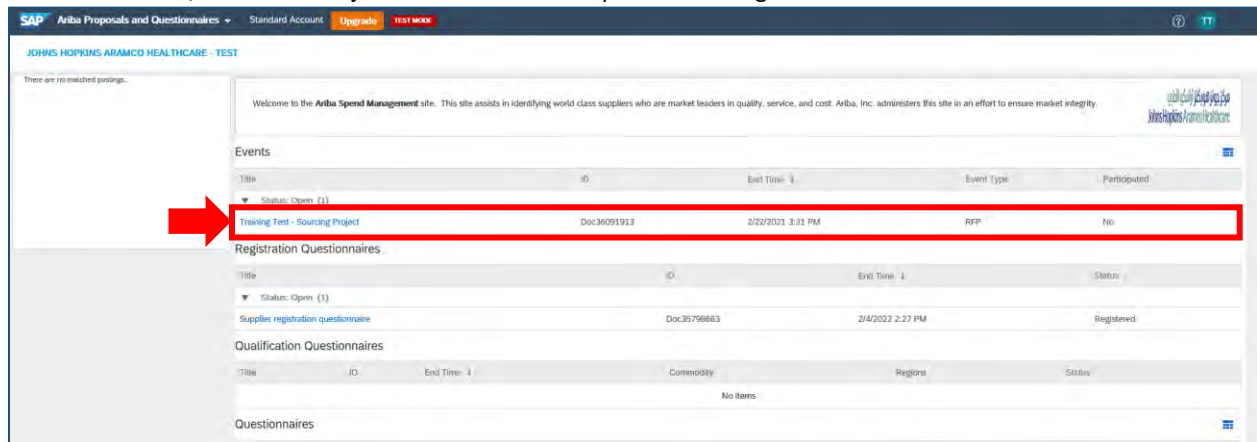 SAP Ariba Proposals and Questionnaires Standard Account Upgrade TEST MODE ? TT
JOHNS HOPKINS ARAMCO HEALTHCARE - TEST
There are no matched postings.
Welcome to the Ariba Spend Management site. This site assists in identifying world class suppliers who are market leaders in quality, service, and cost. Ariba, Inc. administers this site in an effort to ensure market integrity.
Johns Hopkins Aramco Healthcare
Events
Title ID End Time ↓ Event Type Participated
▼ Status: Open (1)
Training Test - Sourcing Project Doc36091913 2/22/2021 3:31 PM RFP No
Registration Questionnaires
Title ID End Time ↓ Status
▼ Status: Open (1)
Supplier registration questionnaire Doc35798663 2/4/2022 2:27 PM Registered
Qualification Questionnaires
Title ID End Time ↓ Commodity Regions Status
No items
Questionnaires